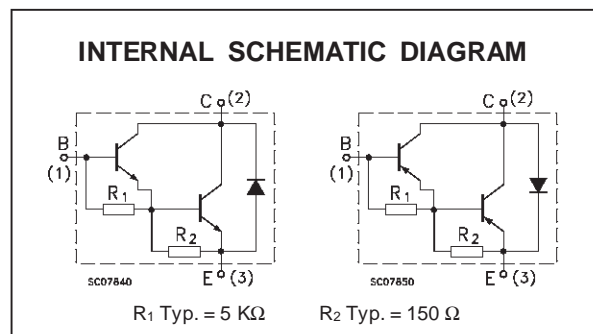 INTERNAL SCHEMATIC DIAGRAM
C (2)
B
(1)
R1
R2
E (3)
SC07840
C (2)
B
(1)
R1
R2
E (3)
SC07850
R1 Typ. = 5 KΩ
R2 Typ. = 150 Ω